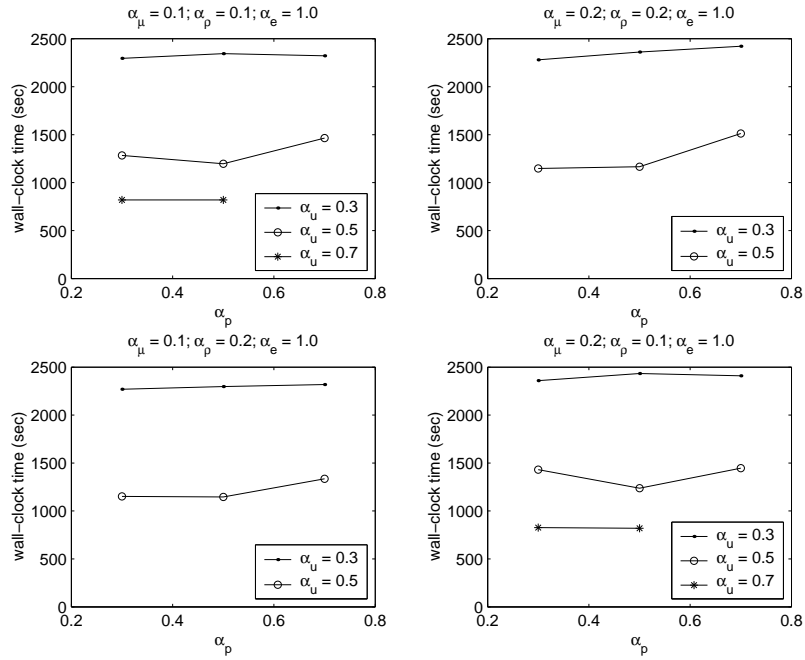 α_μ = 0.1; α_ρ = 0.1; α_e = 1.0
2500
2000
1500
1000
500
0
wall−clock time (sec)
α_u = 0.3
α_u = 0.5
α_u = 0.7
0.2 0.4 0.6 0.8
α_p
α_μ = 0.2; α_ρ = 0.2; α_e = 1.0
2500
2000
1500
1000
500
0
wall−clock time (sec)
α_u = 0.3
α_u = 0.5
0.2 0.4 0.6 0.8
α_p
α_μ = 0.1; α_ρ = 0.2; α_e = 1.0
2500
2000
1500
1000
500
0
wall−clock time (sec)
α_u = 0.3
α_u = 0.5
0.2 0.4 0.6 0.8
α_p
α_μ = 0.2; α_ρ = 0.1; α_e = 1.0
2500
2000
1500
1000
500
0
wall−clock time (sec)
α_u = 0.3
α_u = 0.5
α_u = 0.7
0.2 0.4 0.6 0.8
α_p